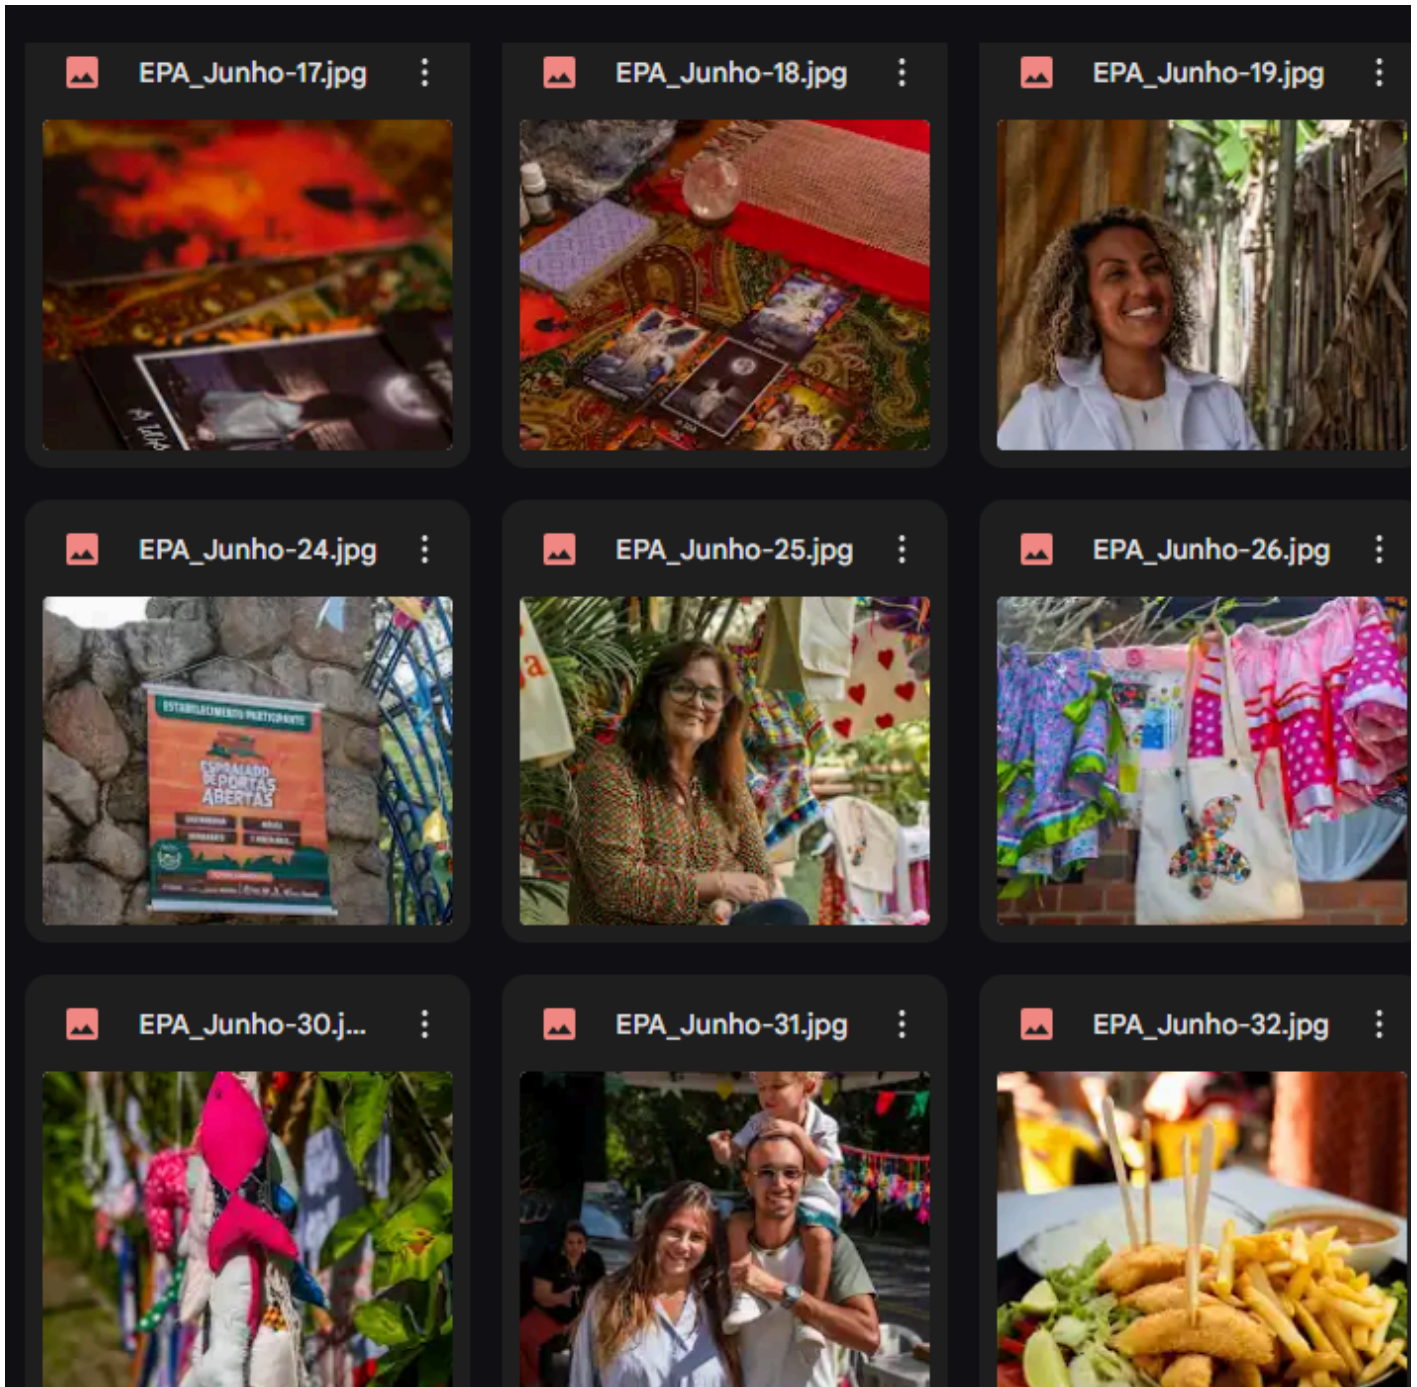 EPA_Junho-17.jpg
EPA_Junho-18.jpg
EPA_Junho-19.jpg
EPA_Junho-24.jpg
EPA_Junho-25.jpg
EPA_Junho-26.jpg
ESTABELECIMENTO PARTICIPANTE
ESPRAIADO
DE PORTAS
ABERTAS
EPA_Junho-30.j...
EPA_Junho-31.jpg
EPA_Junho-32.jpg